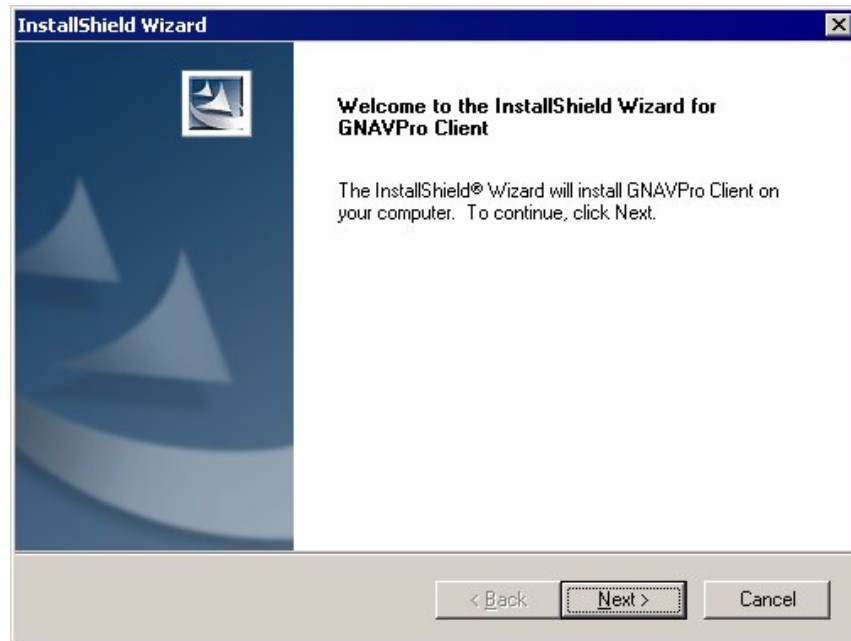 InstallShield Wizard
Welcome to the InstallShield Wizard for
GNAVPro Client
The InstallShield® Wizard will install GNAVPro Client on
your computer. To continue, click Next.
< Back
Next >
Cancel